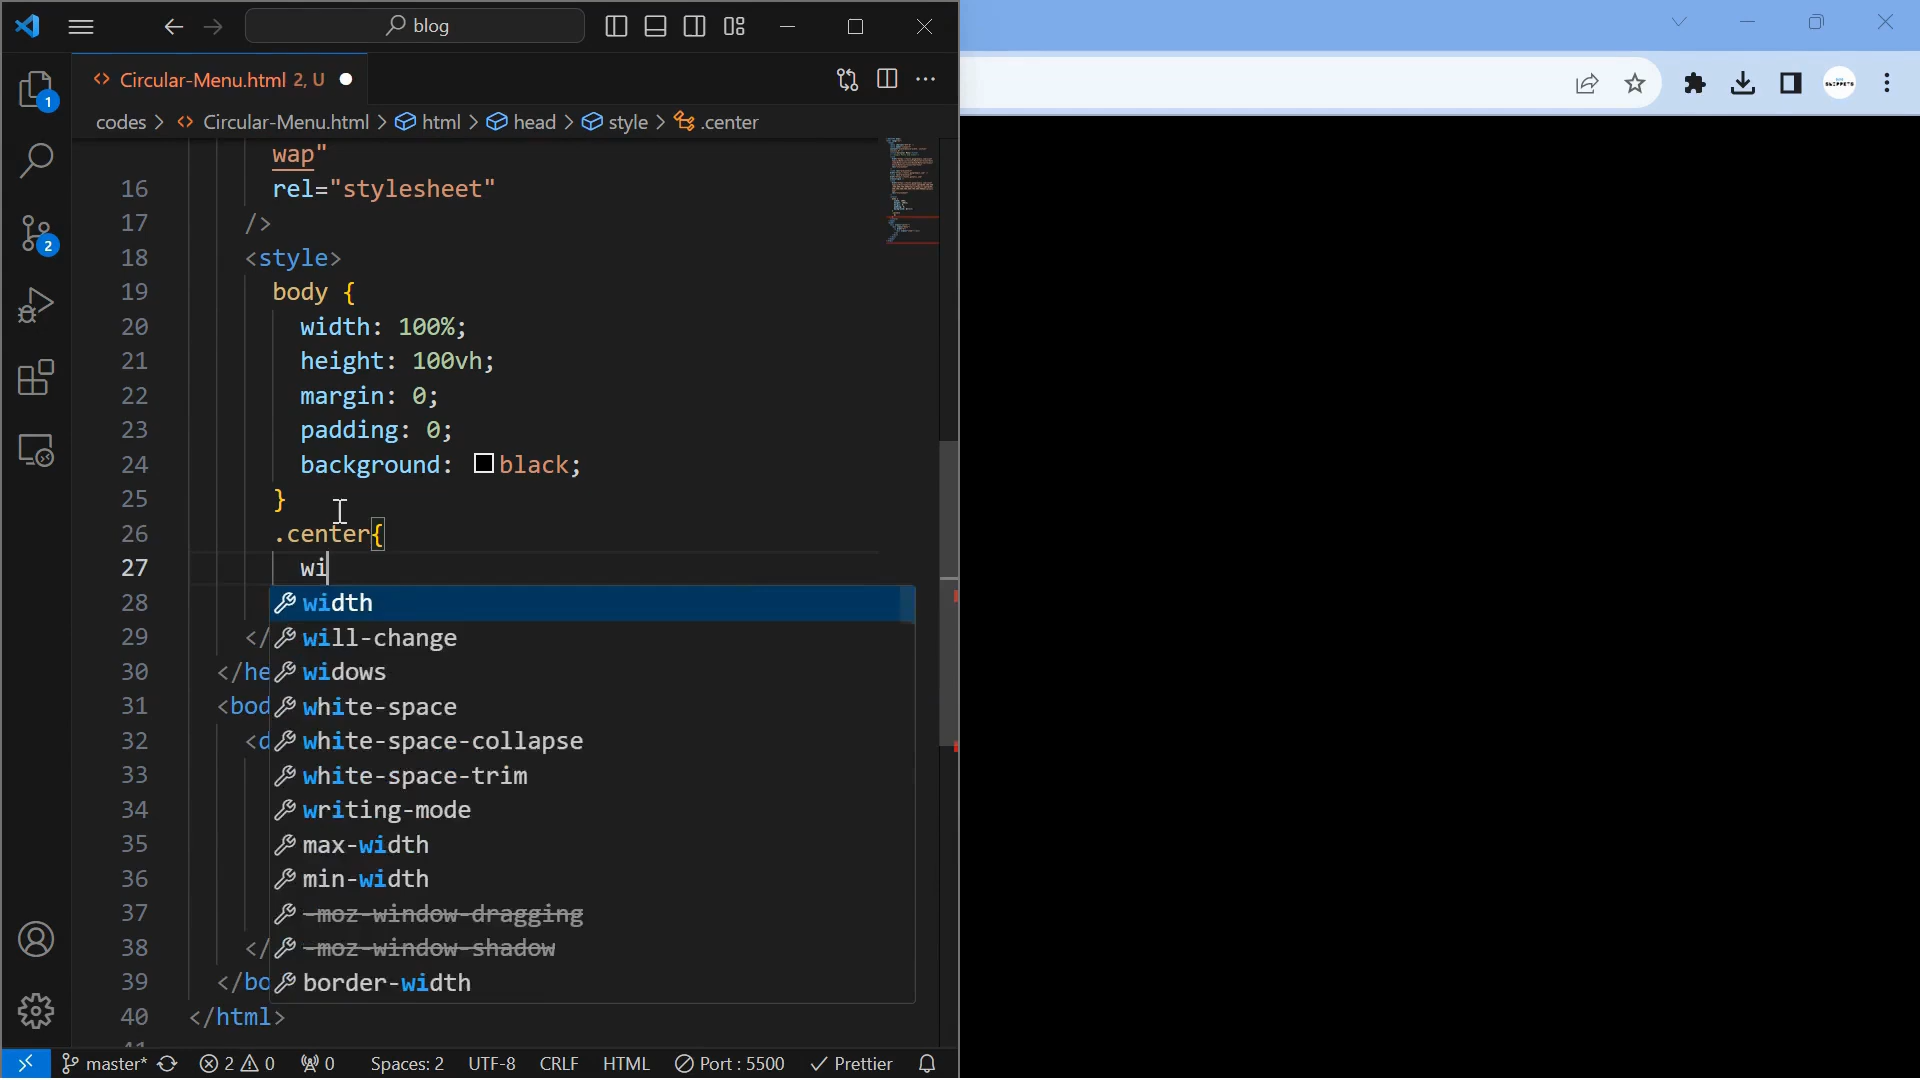 blog
Circular-Menu.html 2, U
codes > Circular-Menu.html > html > head > style > .center
wap"
16 rel="stylesheet"
17 />
18 <style>
19 body {
20 width: 100%;
21 height: 100vh;
22 margin: 0;
23 padding: 0;
24 background: black;
25 }
26 .center{
27 wi
28 width
29 </ will-change
30 </he widows
31 <bod white-space
32 <d white-space-collapse
33 white-space-trim
34 writing-mode
35 max-width
36 min-width
37 -moz-window-dragging
38 </ -moz-window-shadow
39 </bo border-width
40 </html>
41
master* 2 0 0 Spaces: 2 UTF-8 CRLF HTML Port : 5500 Prettier
1
2
SNIPPETS